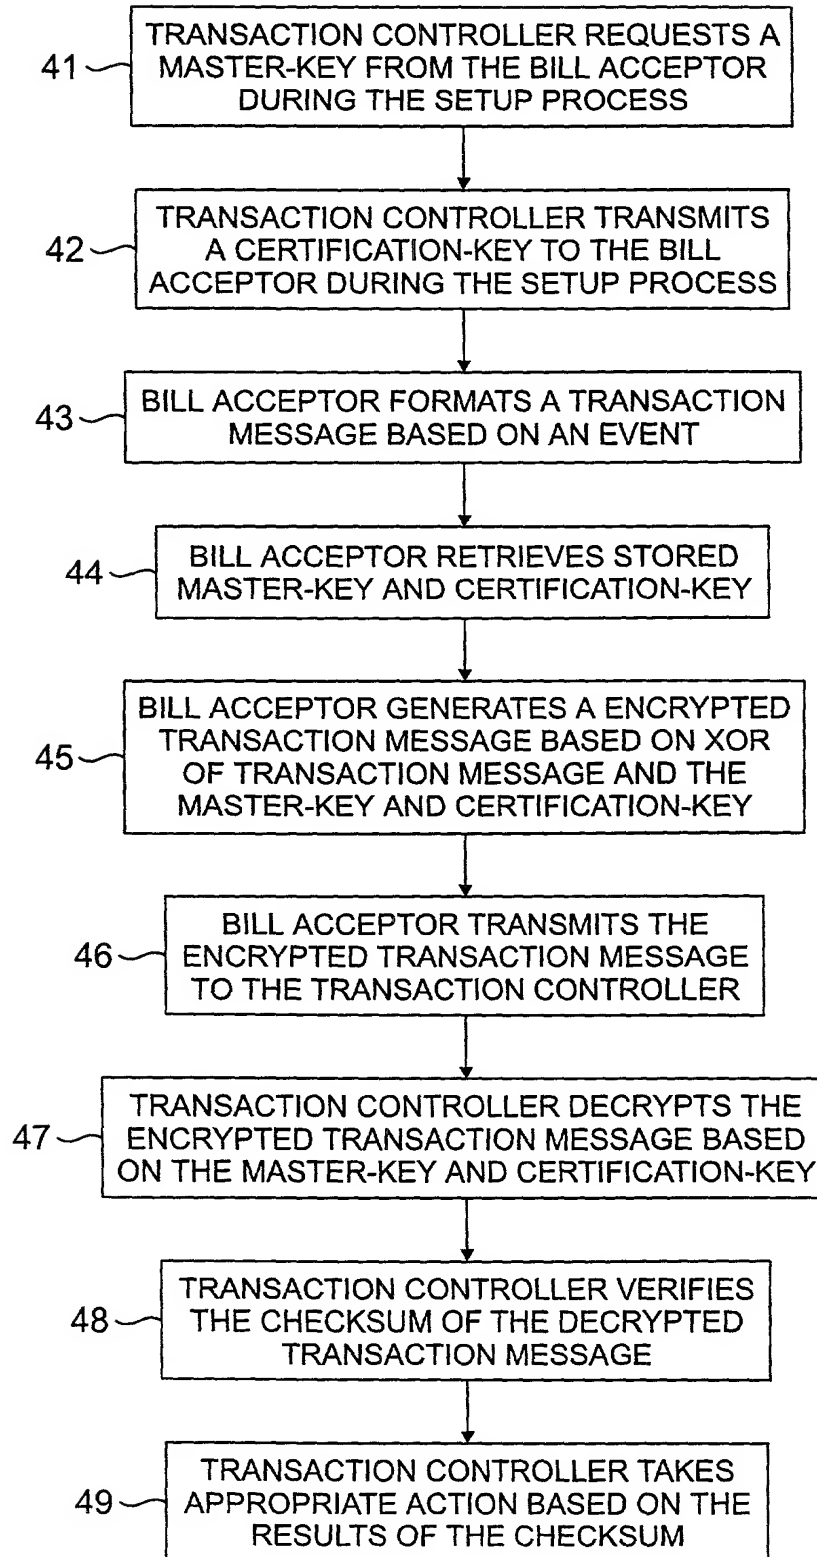 41
TRANSACTION CONTROLLER REQUESTS A
MASTER-KEY FROM THE BILL ACCEPTOR
DURING THE SETUP PROCESS
42
TRANSACTION CONTROLLER TRANSMITS
A CERTIFICATION-KEY TO THE BILL
ACCEPTOR DURING THE SETUP PROCESS
43
BILL ACCEPTOR FORMATS A TRANSACTION
MESSAGE BASED ON AN EVENT
44
BILL ACCEPTOR RETRIEVES STORED
MASTER-KEY AND CERTIFICATION-KEY
45
BILL ACCEPTOR GENERATES A ENCRYPTED
TRANSACTION MESSAGE BASED ON XOR
OF TRANSACTION MESSAGE AND THE
MASTER-KEY AND CERTIFICATION-KEY
46
BILL ACCEPTOR TRANSMITS THE
ENCRYPTED TRANSACTION MESSAGE
TO THE TRANSACTION CONTROLLER
47
TRANSACTION CONTROLLER DECRYPTS THE
ENCRYPTED TRANSACTION MESSAGE BASED
ON THE MASTER-KEY AND CERTIFICATION-KEY
48
TRANSACTION CONTROLLER VERIFIES
THE CHECKSUM OF THE DECRYPTED
TRANSACTION MESSAGE
49
TRANSACTION CONTROLLER TAKES
APPROPRIATE ACTION BASED ON THE
RESULTS OF THE CHECKSUM